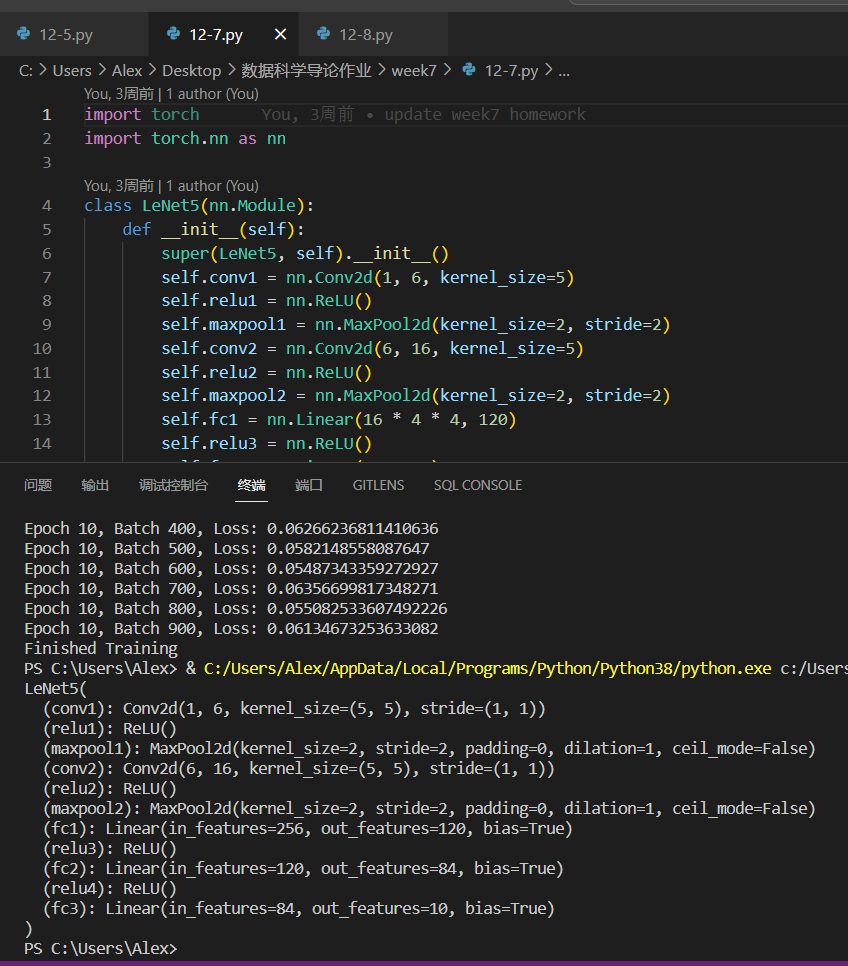 12-5.py 12-7.py 12-8.py
C: > Users > Alex > Desktop > 数据科学导论作业 > week7 > 12-7.py > ...
You, 3周前 | 1 author (You)
1 import torch You, 3周前 • update week7 homework
2 import torch.nn as nn
3
You, 3周前 | 1 author (You)
4 class LeNet5(nn.Module):
5 def __init__(self):
6 super(LeNet5, self).__init__()
7 self.conv1 = nn.Conv2d(1, 6, kernel_size=5)
8 self.relu1 = nn.ReLU()
9 self.maxpool1 = nn.MaxPool2d(kernel_size=2, stride=2)
10 self.conv2 = nn.Conv2d(6, 16, kernel_size=5)
11 self.relu2 = nn.ReLU()
12 self.maxpool2 = nn.MaxPool2d(kernel_size=2, stride=2)
13 self.fc1 = nn.Linear(16 * 4 * 4, 120)
14 self.relu3 = nn.ReLU()
问题 输出 调试控制台 终端 端口 GITLENS SQL CONSOLE
Epoch 10, Batch 400, Loss: 0.06266236811410636
Epoch 10, Batch 500, Loss: 0.0582148558087647
Epoch 10, Batch 600, Loss: 0.05487343359272927
Epoch 10, Batch 700, Loss: 0.06356699817348271
Epoch 10, Batch 800, Loss: 0.055082533607492226
Epoch 10, Batch 900, Loss: 0.06134673253633082
Finished Training
PS C:\Users\Alex> & C:/Users/Alex/AppData/Local/Programs/Python/Python38/python.exe c:/Users
LeNet5(
(conv1): Conv2d(1, 6, kernel_size=(5, 5), stride=(1, 1))
(relu1): ReLU()
(maxpool1): MaxPool2d(kernel_size=2, stride=2, padding=0, dilation=1, ceil_mode=False)
(conv2): Conv2d(6, 16, kernel_size=(5, 5), stride=(1, 1))
(relu2): ReLU()
(maxpool2): MaxPool2d(kernel_size=2, stride=2, padding=0, dilation=1, ceil_mode=False)
(fc1): Linear(in_features=256, out_features=120, bias=True)
(relu3): ReLU()
(fc2): Linear(in_features=120, out_features=84, bias=True)
(relu4): ReLU()
(fc3): Linear(in_features=84, out_features=10, bias=True)
)
PS C:\Users\Alex>